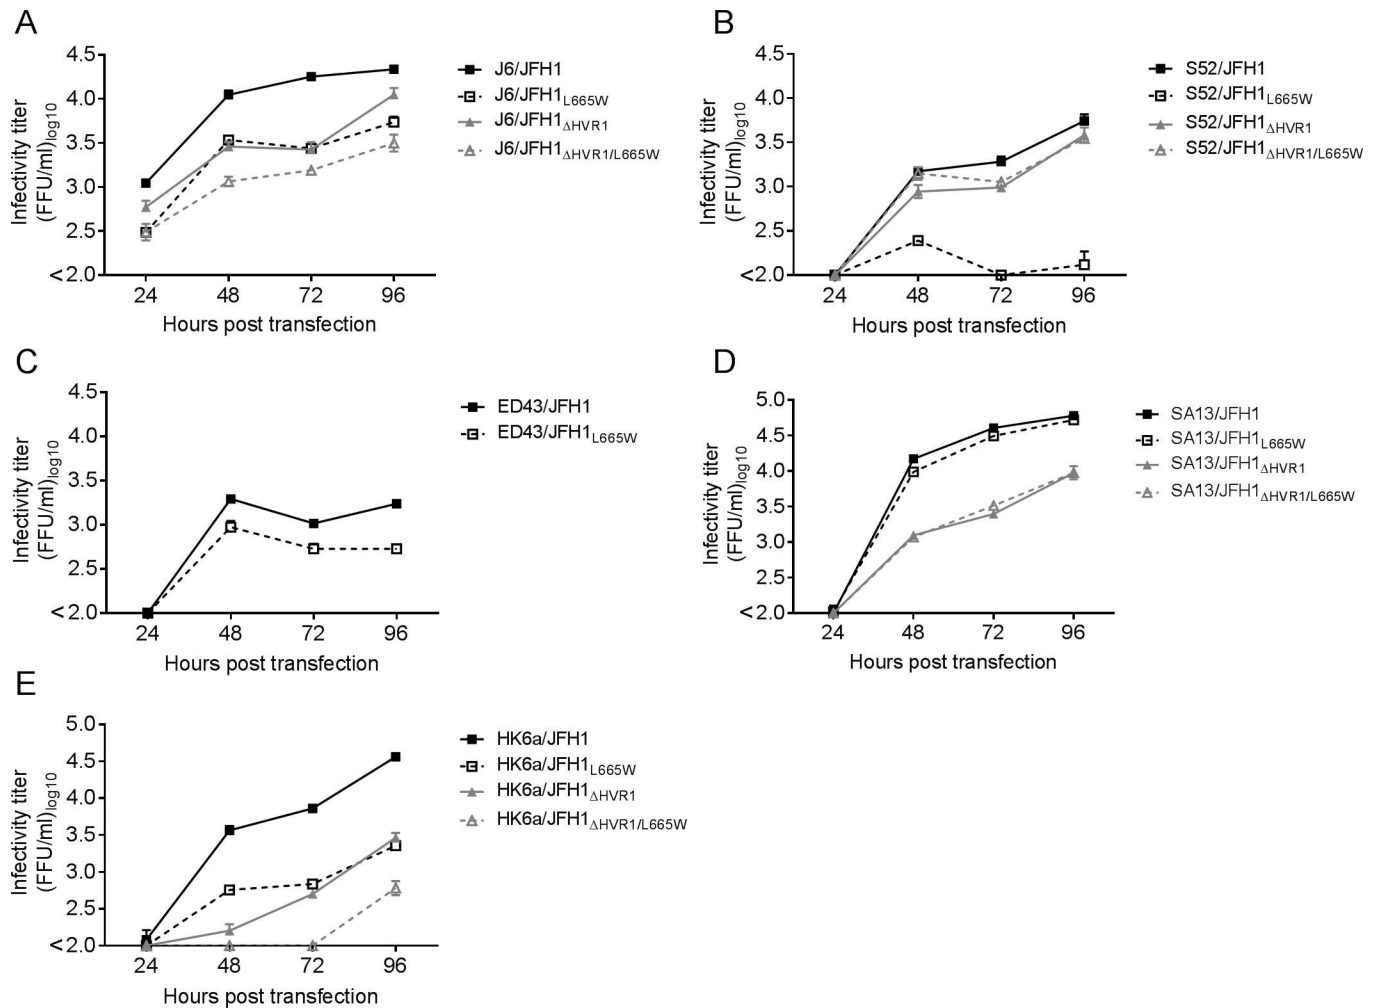 A
Infectivity titer
(FFU/ml)log10
4.5
4.0
3.5
3.0
2.5
<2.0
24 48 72 96
Hours post transfection
J6/JFH1
J6/JFH1L665W
J6/JFH1ΔHVR1
J6/JFH1ΔHVR1/L665W
B
Infectivity titer
(FFU/ml)log10
4.5
4.0
3.5
3.0
2.5
<2.0
24 48 72 96
Hours post transfection
S52/JFH1
S52/JFH1L665W
S52/JFH1ΔHVR1
S52/JFH1ΔHVR1/L665W
C
Infectivity titer
(FFU/ml)log10
4.5
4.0
3.5
3.0
2.5
<2.0
24 48 72 96
Hours post transfection
ED43/JFH1
ED43/JFH1L665W
D
Infectivity titer
(FFU/ml)log10
5.0
4.5
4.0
3.5
3.0
2.5
<2.0
24 48 72 96
Hours post transfection
SA13/JFH1
SA13/JFH1L665W
SA13/JFH1ΔHVR1
SA13/JFH1ΔHVR1/L665W
E
Infectivity titer
(FFU/ml)log10
5.0
4.5
4.0
3.5
3.0
2.5
<2.0
24 48 72 96
Hours post transfection
HK6a/JFH1
HK6a/JFH1L665W
HK6a/JFH1ΔHVR1
HK6a/JFH1ΔHVR1/L665W